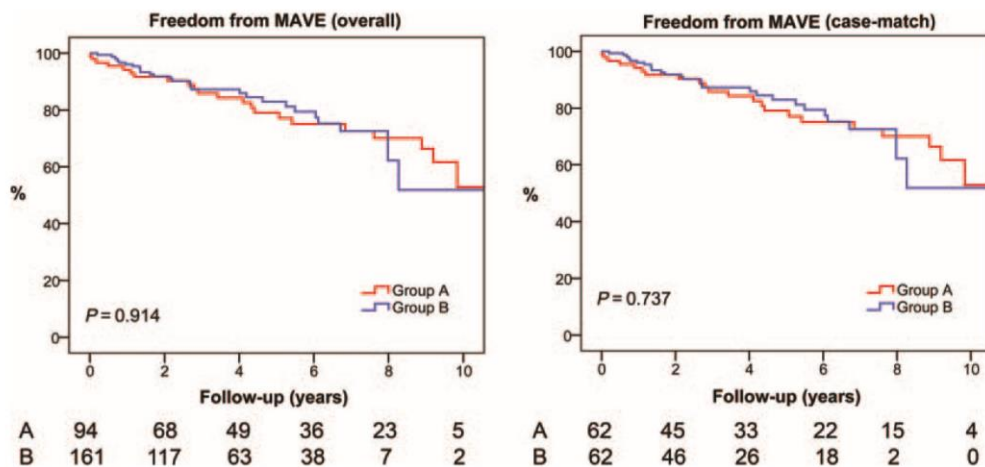 Freedom from MAVE (overall)
100
80
60
%
40
20
0
Group A
Group B
P = 0.914
0 2 4 6 8 10
Follow-up (years)
A 94 68 49 36 23 5
B 161 117 63 38 7 2
Freedom from MAVE (case-match)
100
80
60
%
40
20
0
Group A
Group B
P = 0.737
0 2 4 6 8 10
Follow-up (years)
A 62 45 33 22 15 4
B 62 46 26 18 2 0